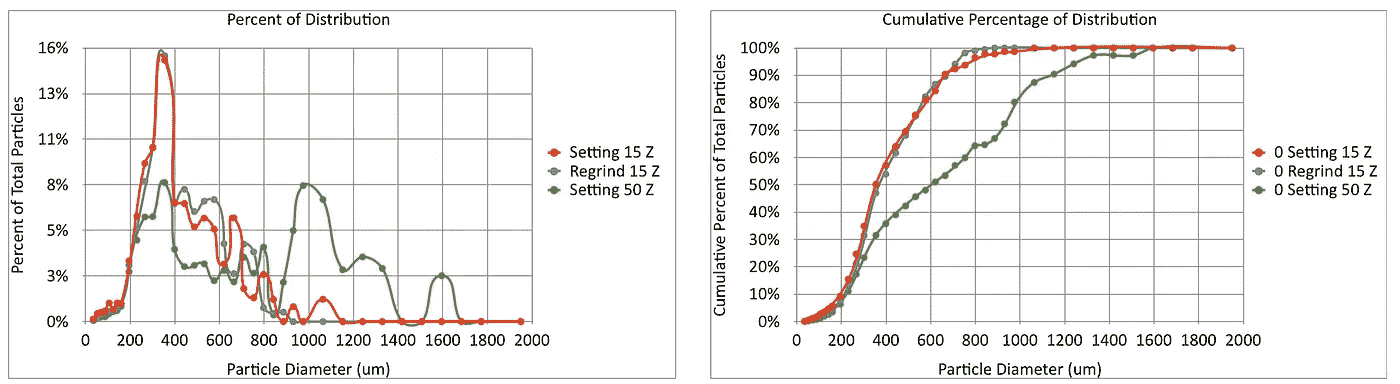 Percent of Distribution
Percent of Total Particles
16%
13%
11%
8%
5%
3%
0%
0 200 400 600 800 1000 1200 1400 1600 1800 2000
Particle Diameter (um)
Setting 15 Z
Regrind 15 Z
Setting 50 Z
Cumulative Percentage of Distribution
Cumulative Percent of Total Particles
100%
90%
80%
70%
60%
50%
40%
30%
20%
10%
0%
0 200 400 600 800 1000 1200 1400 1600 1800 2000
Particle Diameter (um)
0 Setting 15 Z
0 Regrind 15 Z
0 Setting 50 Z